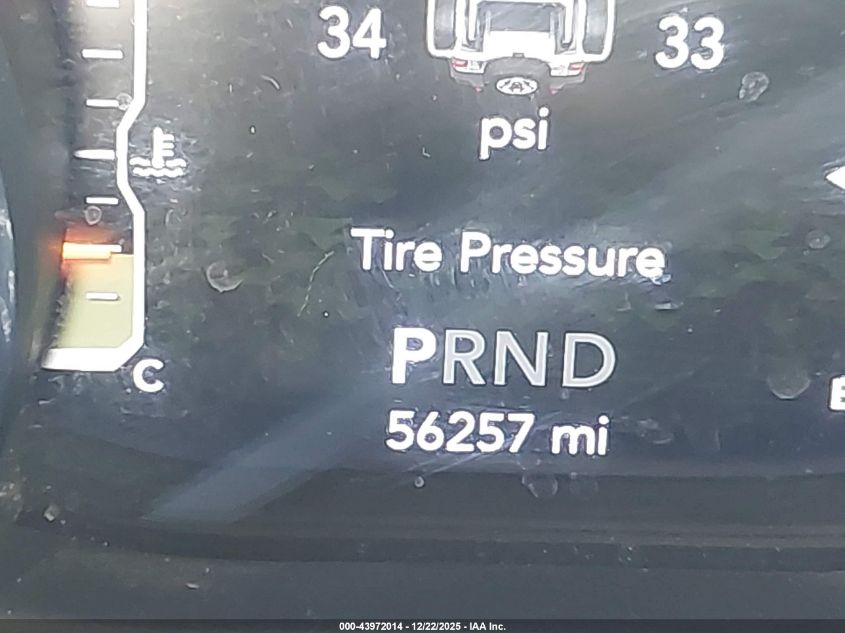 34 33
psi
Tire Pressure
PRND
C
56257 mi
000-43972014 - 12/22/2025 - IAA Inc.